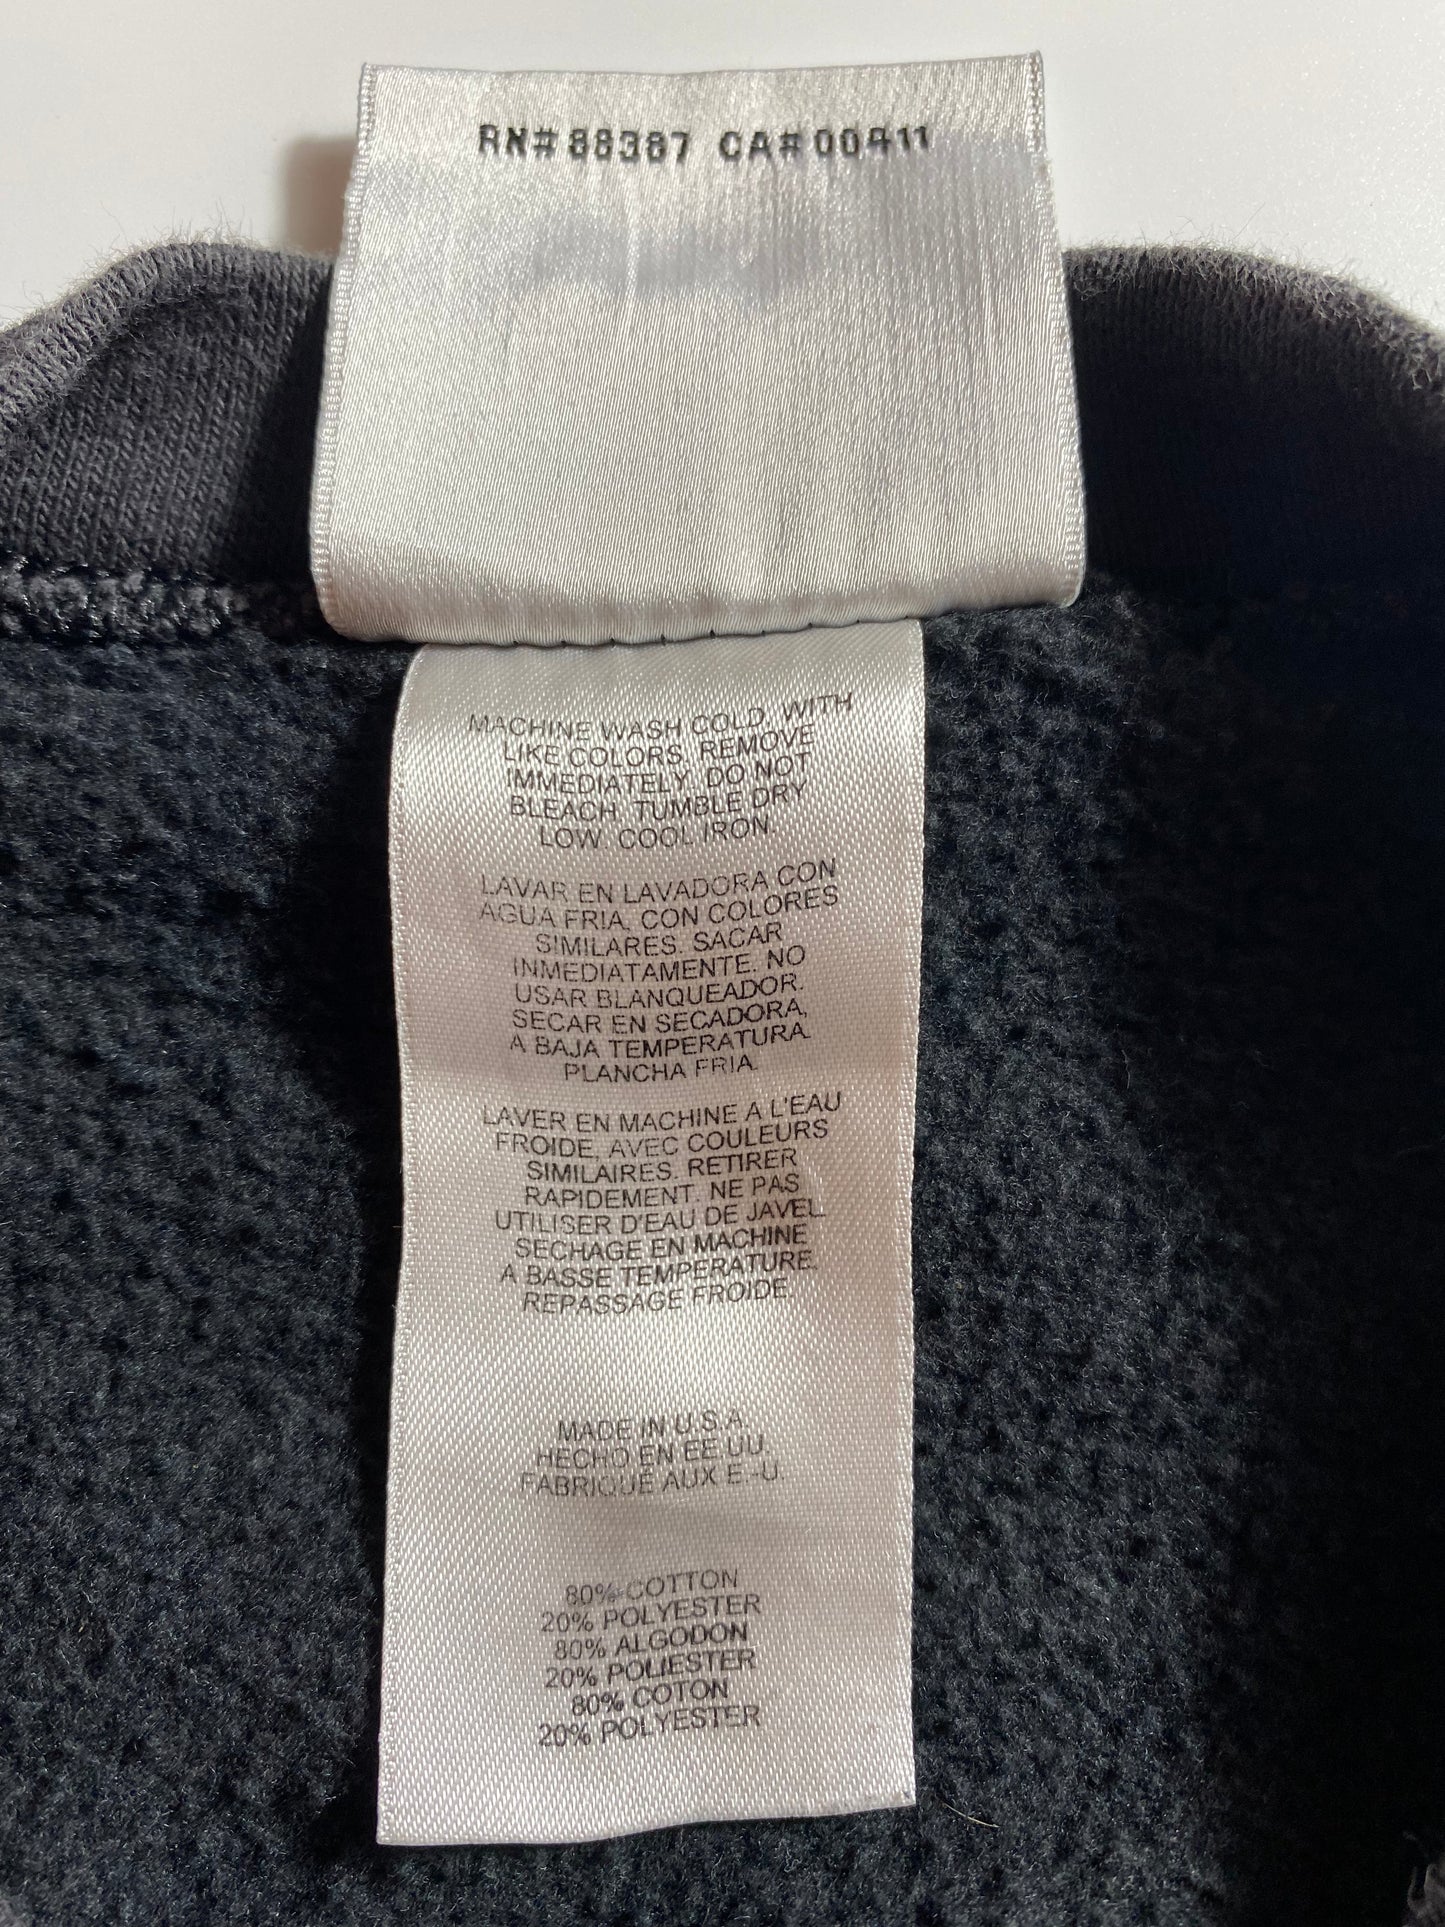 RN# 88387 CA# 00411
MACHINE WASH COLD, WITH
LIKE COLORS. REMOVE
IMMEDIATELY. DO NOT
BLEACH. TUMBLE DRY
LOW. COOL IRON.
LAVAR EN LAVADORA CON
AGUA FRIA, CON COLORES
SIMILARES. SACAR
INMEDIATAMENTE. NO
USAR BLANQUEADOR.
SECAR EN SECADORA,
A BAJA TEMPERATURA.
PLANCHA FRIA.
LAVER EN MACHINE A L'EAU
FROIDE, AVEC COULEURS
SIMILAIRES. RETIRER
RAPIDEMENT. NE PAS
UTILISER D'EAU DE JAVEL.
SECHAGE EN MACHINE
A BASSE TEMPERATURE.
REPASSAGE FROIDE.
MADE IN U.S.A.
HECHO EN EE.UU.
FABRIQUÉ AUX E.-U.
80% COTTON
20% POLYESTER
80% ALGODON
20% POLIESTER
80% COTON
20% POLYESTER